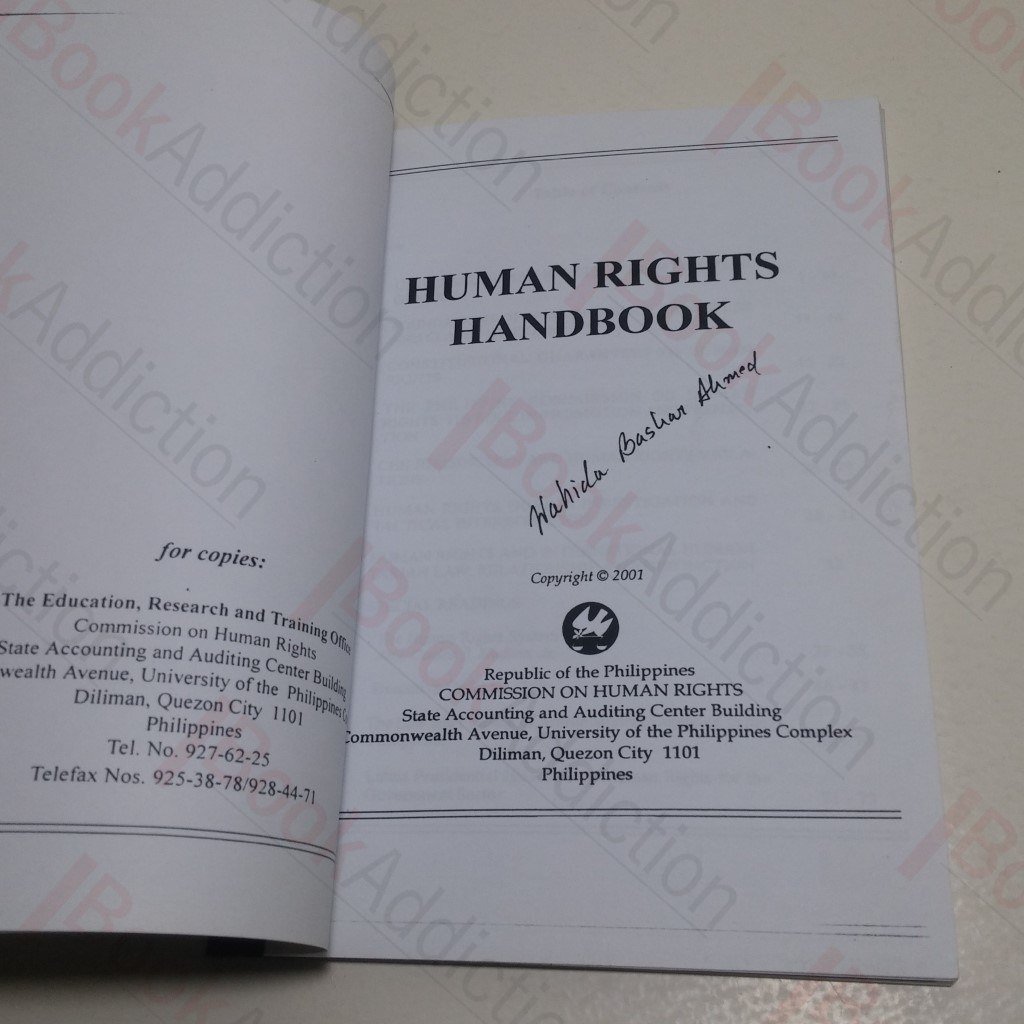 for copies:
The Education, Research and Training Office
Commission on Human Rights
State Accounting and Auditing Center Building
wealth Avenue, University of the Philippines
Diliman, Quezon City 1101
Philippines
Tel. No. 927-62-25
Telefax Nos. 925-38-78/928-44-71
HUMAN RIGHTS
HANDBOOK
Wahida Bashar Ahmed
Copyright © 2001
Republic of the Philippines
COMMISSION ON HUMAN RIGHTS
State Accounting and Auditing Center Building
Commonwealth Avenue, University of the Philippines Complex
Diliman, Quezon City 1101
Philippines
BookAddiction